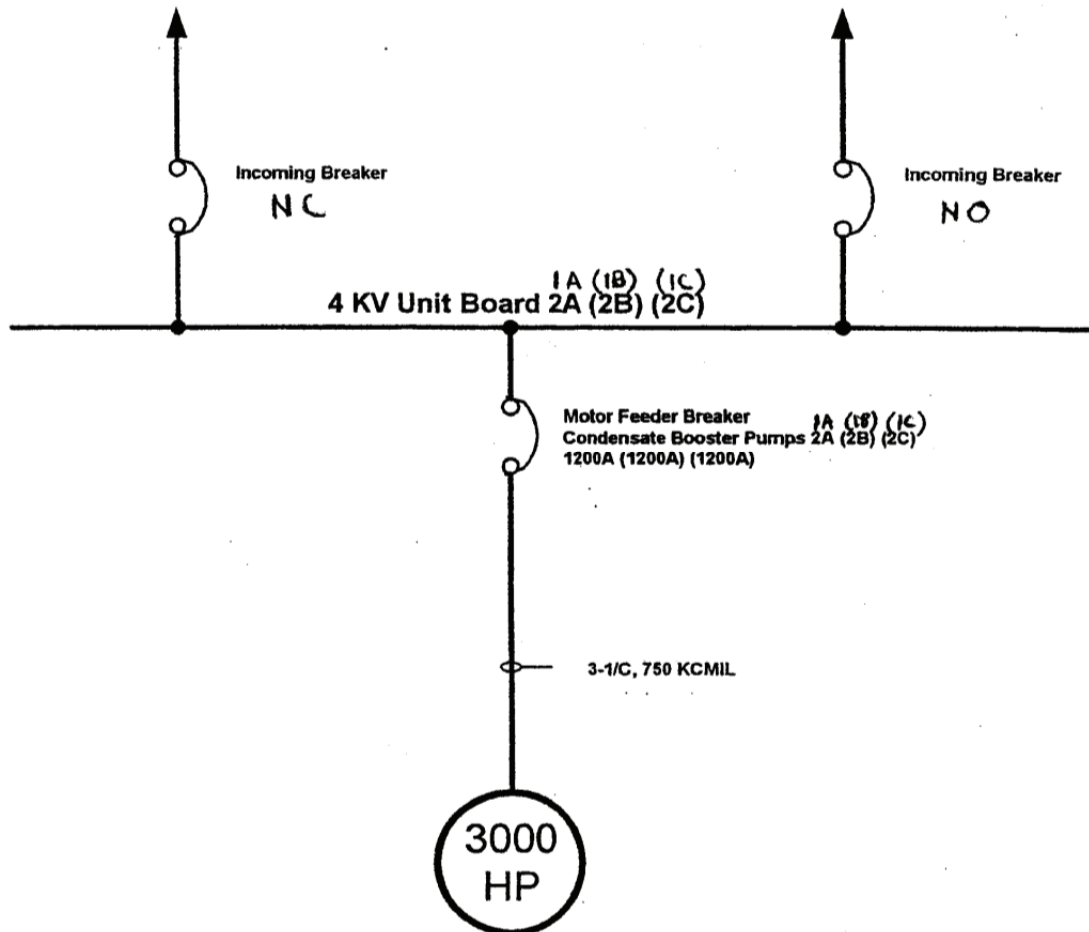 Incoming Breaker
NC
Incoming Breaker
NO
1A (1B) (1C)
4 KV Unit Board 2A (2B) (2C)
Motor Feeder Breaker
1A (1B) (1C)
Condensate Booster Pumps 2A (2B) (2C)
1200A (1200A) (1200A)
3-1/C, 750 KCMIL
3000
HP